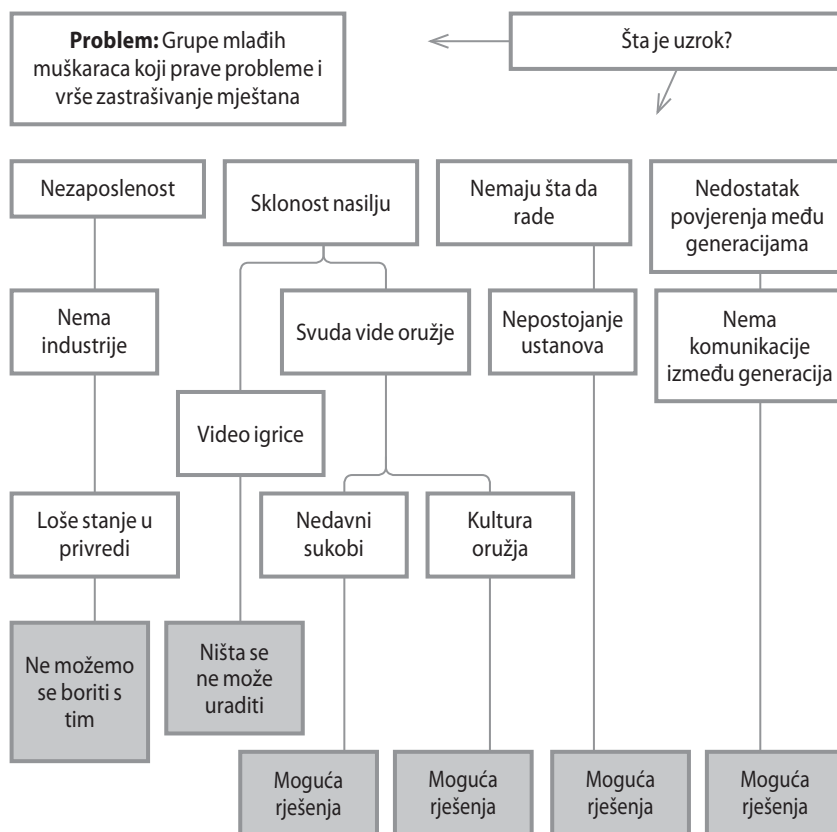 Problem: Grupe mlađih
muškaraca koji prave probleme i
vrše zastrašivanje mještana
Šta je uzrok?
Nezaposlenost
Sklonost nasilju
Nemaju šta da
rade
Nedostatak
povjerenja među
generacijama
Nema
industrije
Svuda vide oružje
Nepostojanje
ustanova
Nema
komunikacije
između generacija
Video igrice
Loše stanje u
privredi
Nedavni
sukobi
Kultura
oružja
Ne možemo
se boriti s
tim
Ništa se
ne može
uraditi
Moguća
rješenja
Moguća
rješenja
Moguća
rješenja
Moguća
rješenja